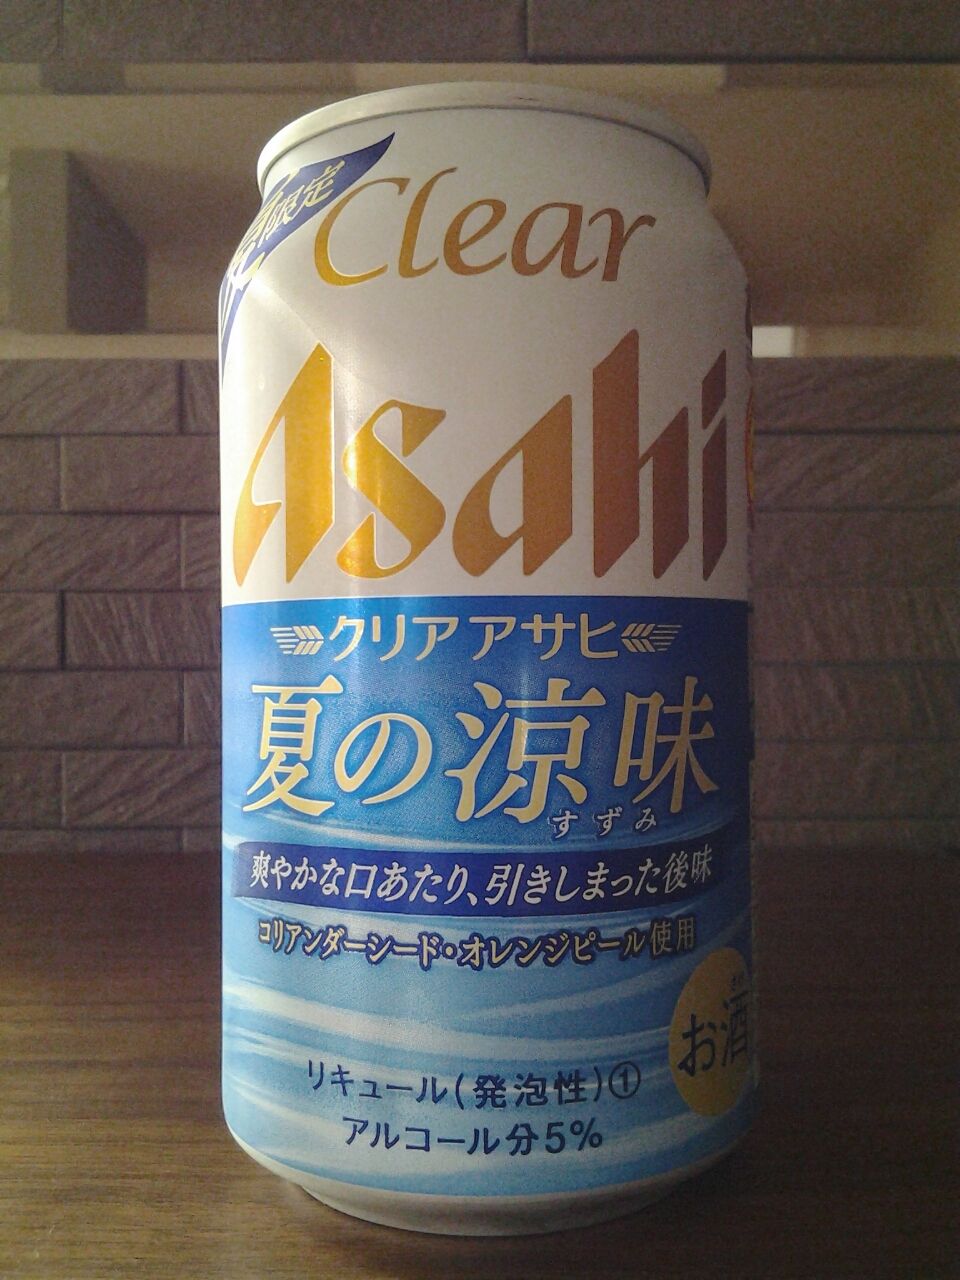 限定
Clear
Asahi
クリアアサヒ
夏の涼味
すずみ
爽やかな口あたり、引きしまった後味
コリアンダーシード・オレンジピール使用
お酒
リキュール(発泡性)①
アルコール分5%